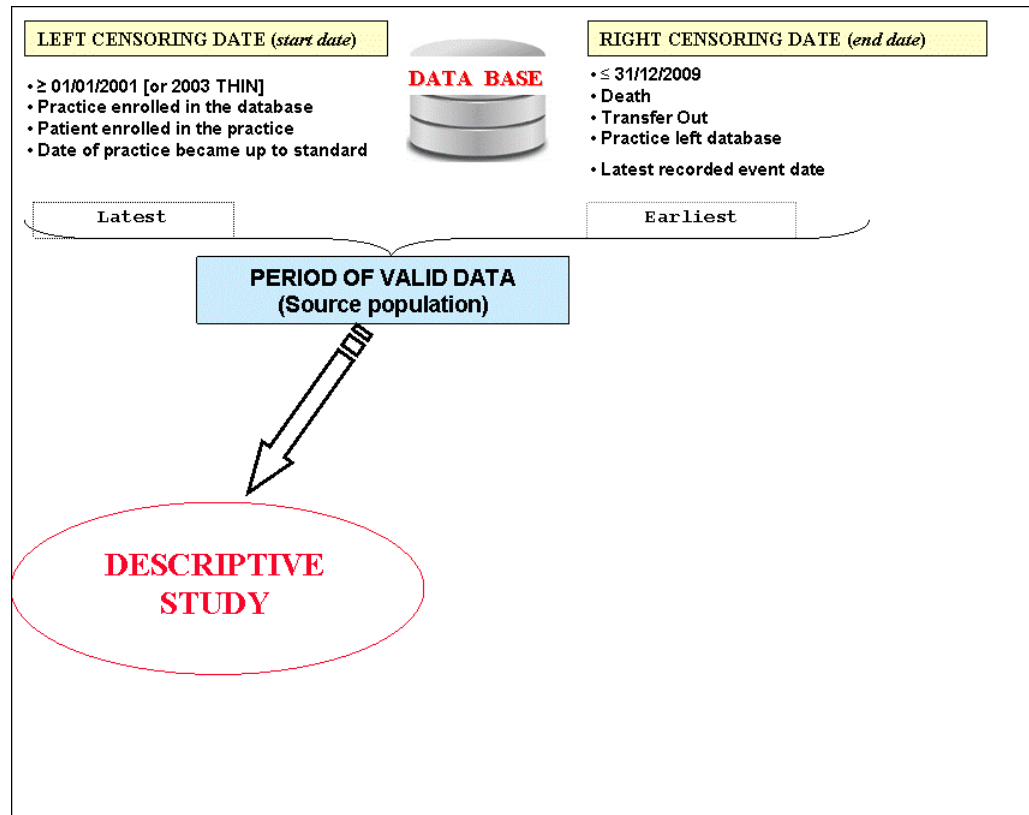 LEFT CENSORING DATE (start date)
• ≥ 01/01/2001 [or 2003 THIN]
• Practice enrolled in the database
• Patient enrolled in the practice
• Date of practice became up to standard
DATA BASE
RIGHT CENSORING DATE (end date)
• ≤ 31/12/2009
• Death
• Transfer Out
• Practice left database
• Latest recorded event date
Latest
Earliest
PERIOD OF VALID DATA
(Source population)
DESCRIPTIVE
STUDY